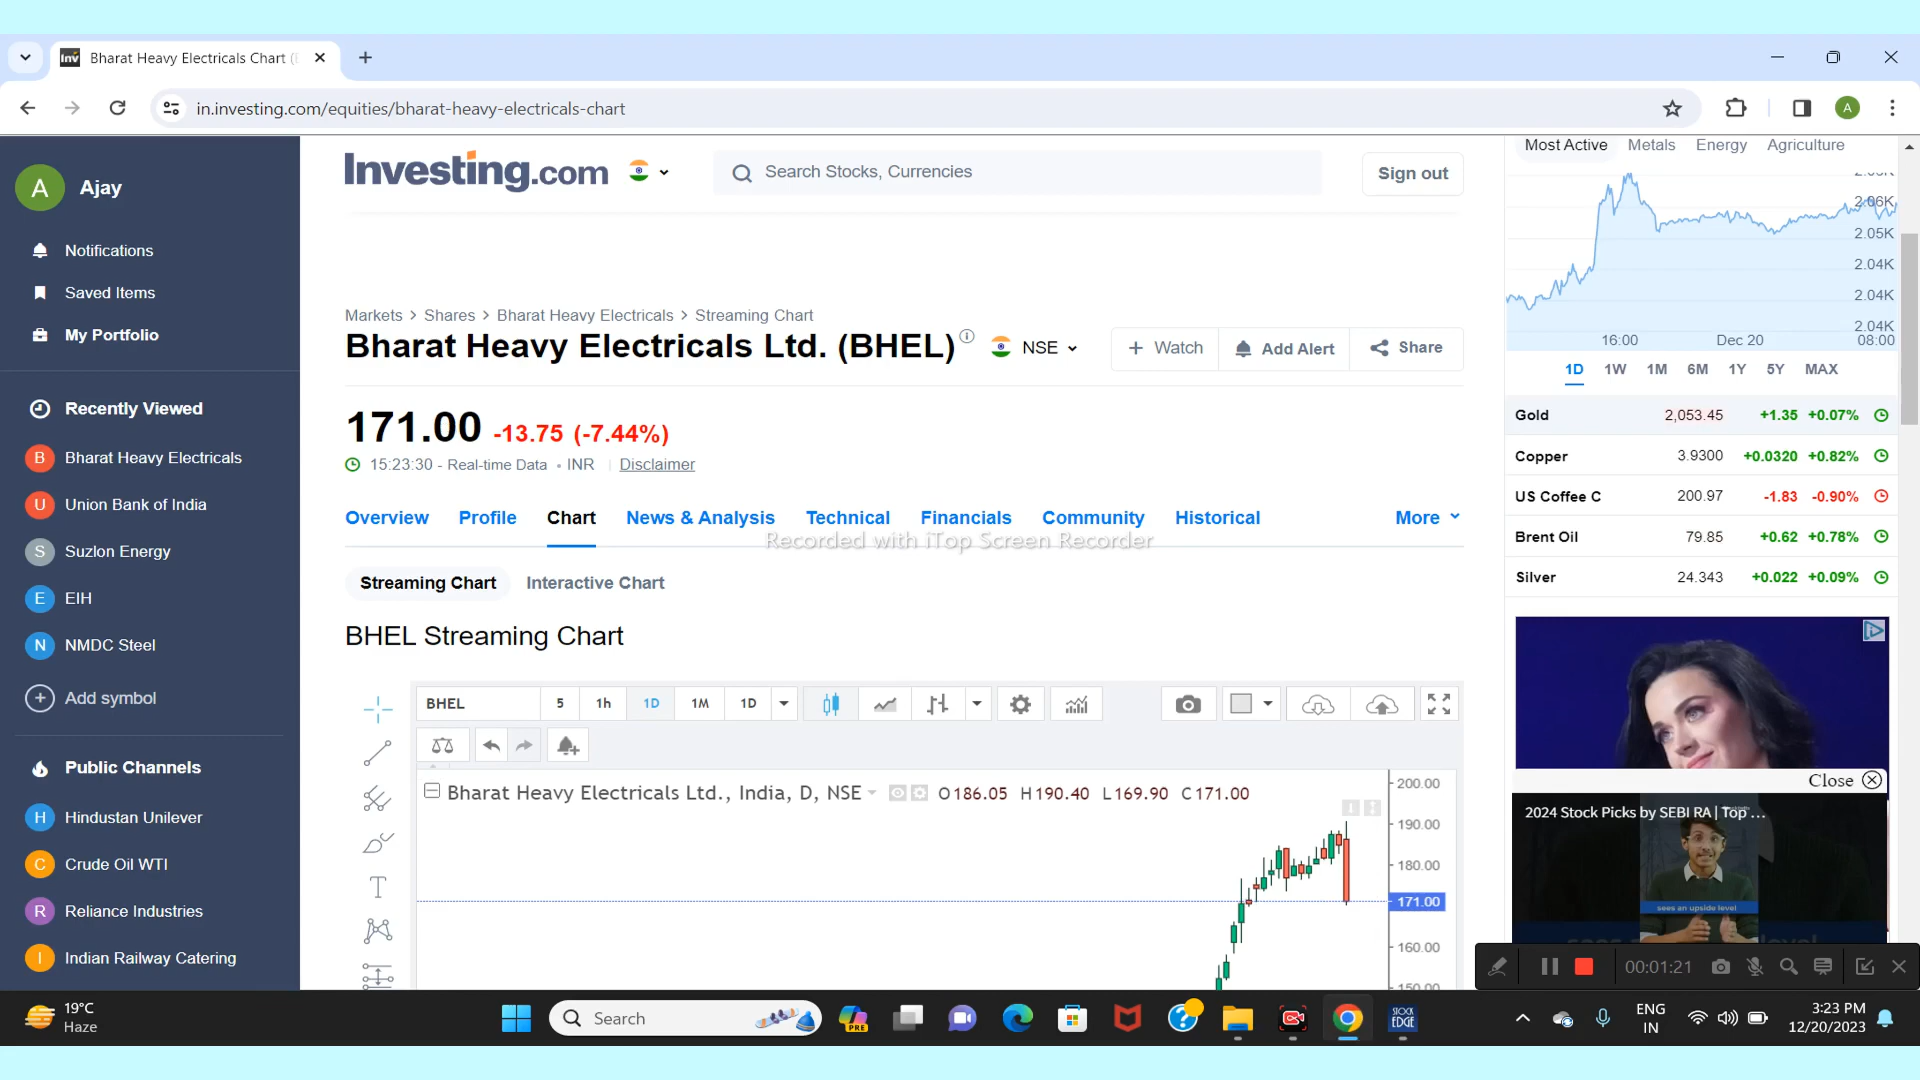 Bharat Heavy Electricals Chart (
in.investing.com/equities/bharat-heavy-electricals-chart
A
A
Ajay
Notifications
Saved Items
My Portfolio
Recently Viewed
B Bharat Heavy Electricals
U Union Bank of India
S Suzlon Energy
E EIH
N NMDC Steel
Add symbol
Public Channels
H Hindustan Unilever
C Crude Oil WTI
R Reliance Industries
I Indian Railway Catering
Investing.com
Search Stocks, Currencies
Sign out
Markets > Shares > Bharat Heavy Electricals > Streaming Chart
Bharat Heavy Electricals Ltd. (BHEL)
NSE
+ Watch
Add Alert
Share
171.00 -13.75 (-7.44%)
15:23:30 - Real-time Data • INR | Disclaimer
Overview Profile Chart News & Analysis Technical Financials Community Historical More
Recorded with iTop Screen Recorder
Streaming Chart Interactive Chart
BHEL Streaming Chart
BHEL 5 1h 1D 1M 1D
Bharat Heavy Electricals Ltd., India, D, NSE O186.05 H190.40 L169.90 C171.00
200.00
190.00
180.00
171.00
160.00
150.00
Most Active Metals Energy Agriculture
2.06K
2.05K
2.04K
2.04K
2.04K
16:00 Dec 20 08:00
1D 1W 1M 6M 1Y 5Y MAX
Gold 2,053.45 +1.35 +0.07%
Copper 3.9300 +0.0320 +0.82%
US Coffee C 200.97 -1.83 -0.90%
Brent Oil 79.85 +0.62 +0.78%
Silver 24.343 +0.022 +0.09%
Close
2024 Stock Picks by SEBI RA | Top ...
sees an upside level
00:01:21
19°C
Haze
Search
PRE
STOCK
EDGE
ENG
IN
3:23 PM
12/20/2023